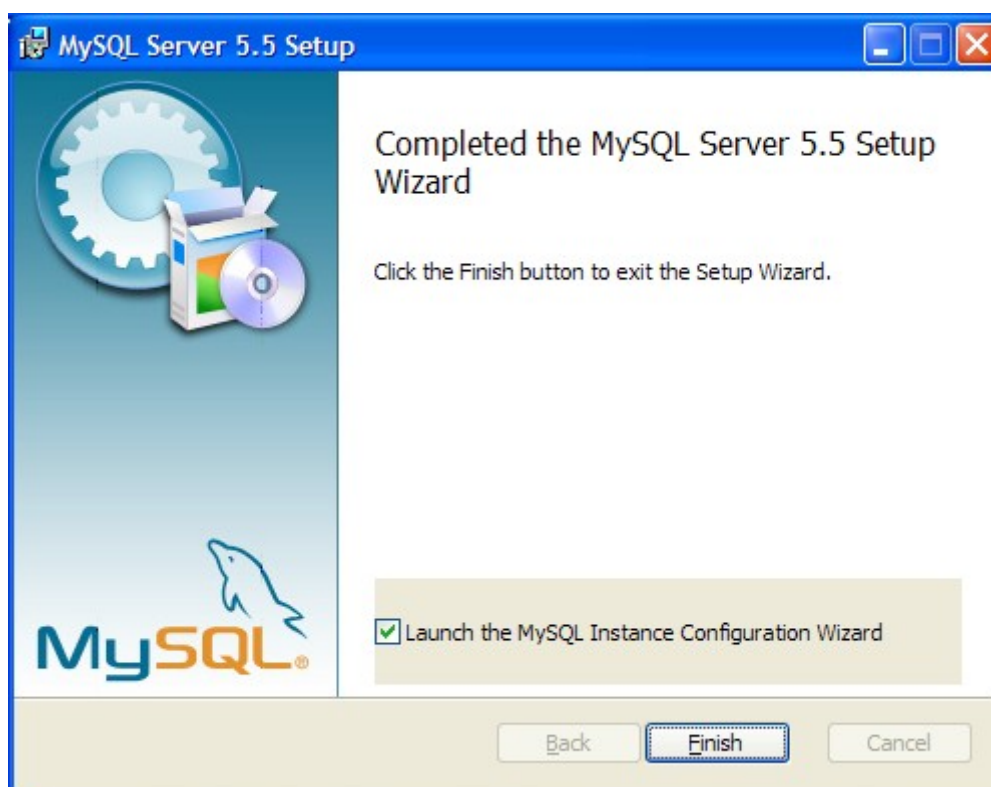 MySQL Server 5.5 Setup
Completed the MySQL Server 5.5 Setup
Wizard
Click the Finish button to exit the Setup Wizard.
MySQL®
Launch the MySQL Instance Configuration Wizard
Back Finish Cancel